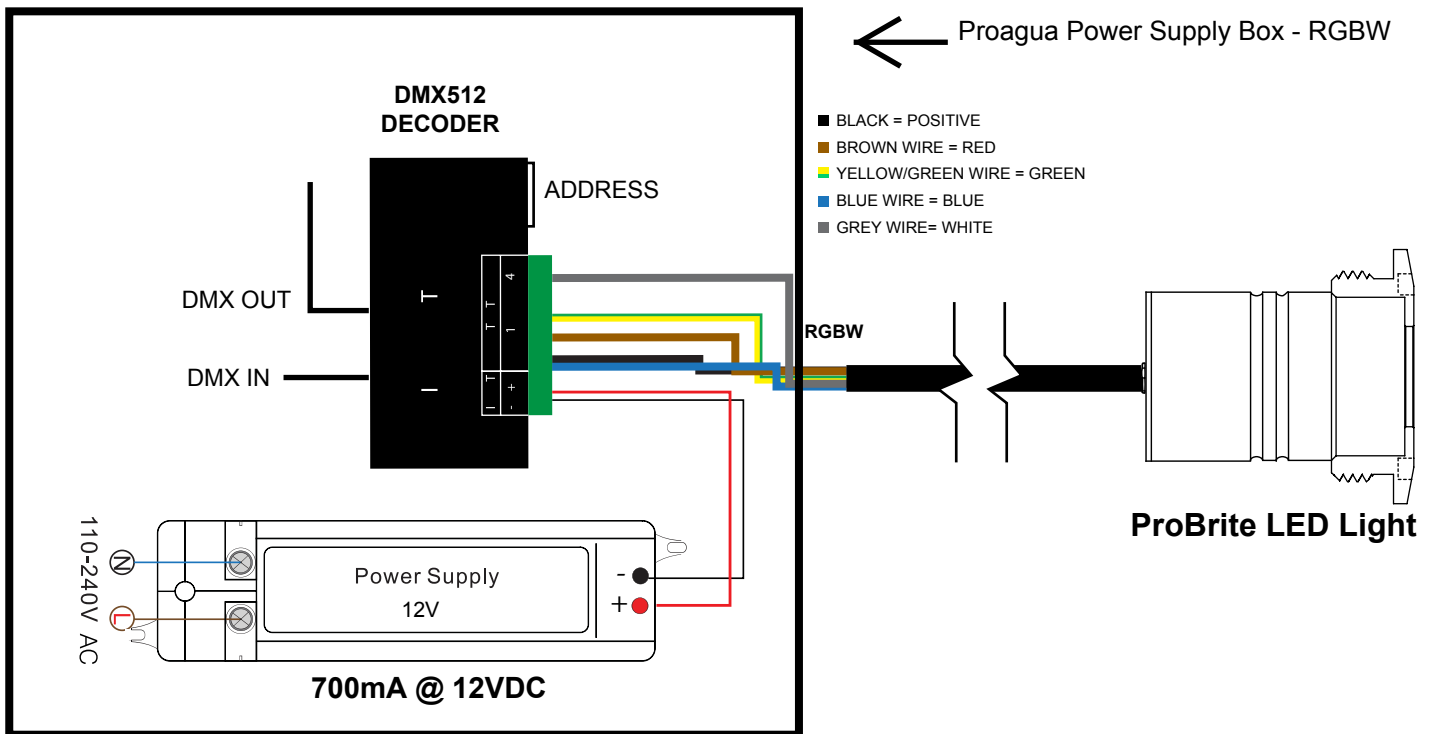 Proagua Power Supply Box - RGBW
DMX512
DECODER
BLACK = POSITIVE
BROWN WIRE = RED
YELLOW/GREEN WIRE = GREEN
BLUE WIRE = BLUE
GREY WIRE= WHITE
ADDRESS
4
T T
T
1
DMX OUT
RGBW
DMX IN
I
T
+
I
-
ProBrite LED Light
110-240V AC
N
L
Power Supply
12V
-
+
700mA @ 12VDC